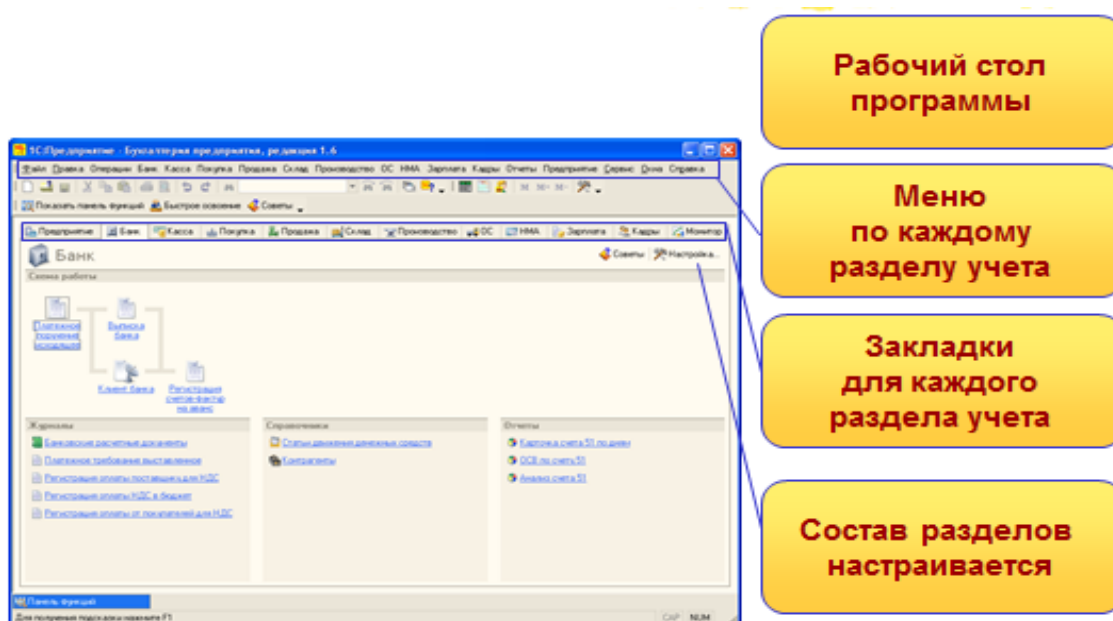 Рабочий стол
программы
1С:Предприятие - Бухгалтерия предприятия, редакция 1.6
Файл Правка Операции Банк Касса Покупка Продажа Склад Производство ОС НМА Зарплата Кадры Отчеты Предприятие Сервис Окна Справка
Показать панель функций Быстрое освоение Советы
Меню
по каждому
разделу учета
Предприятие Банк Касса Покупка Продажа Склад Производство ОС НМА Зарплата Кадры Монитор
Банк
Советы Настройка...
Схема работы
Платежное
поручение
исходящее
Выписка
банка
Клиент банка
Регистрация
счетов-фактур
на аванс
Закладки
для каждого
раздела учета
Журналы
Банковские расчетные документы
Платежное требование выставленное
Регистрация оплаты поставщикам для НДС
Регистрация оплаты НДС в бюджет
Регистрация оплаты от покупателей для НДС
Справочники
Статьи движения денежных средств
Контрагенты
Отчеты
Карточка счета 51 по дням
ОСВ по счету 51
Анализ счета 51
Состав разделов
настраивается
Панель функций
Для получения подсказки нажмите F1
CAP NUM